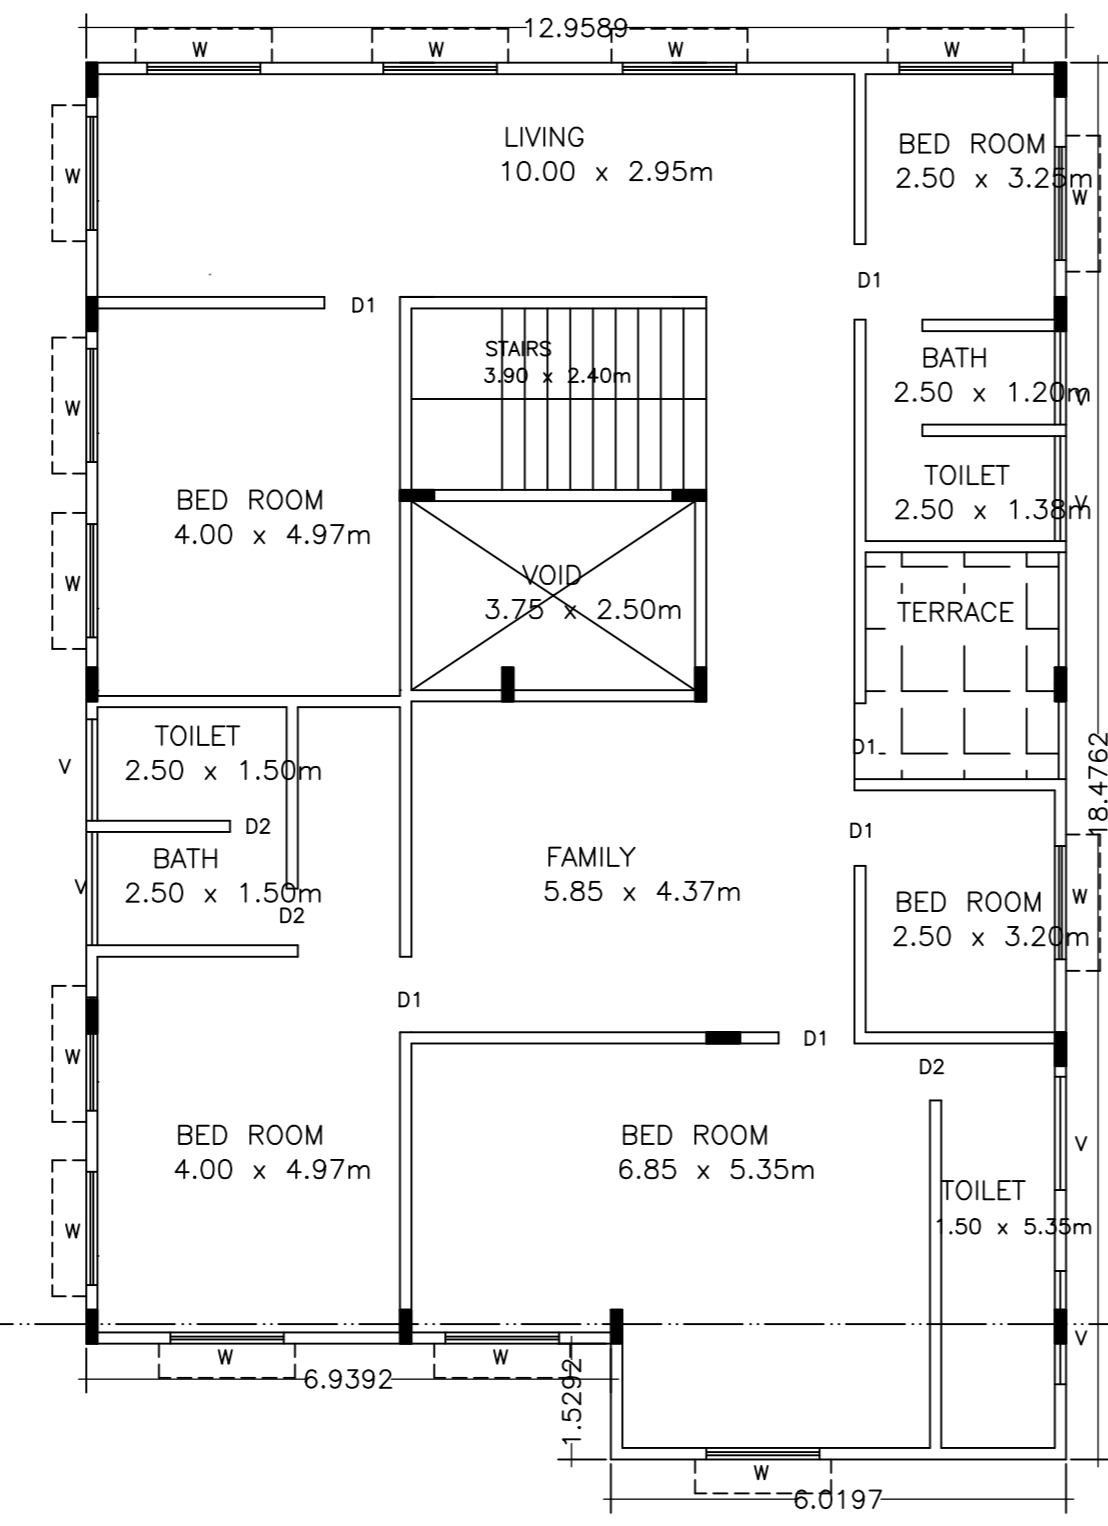 12.9589
W
W
W
W
W
LIVING
10.00 x 2.95m
BED ROOM
2.50 x 3.25m
W
D1
D1
STAIRS
3.90 x 2.40m
BATH
2.50 x 1.20m
V
W
TOILET
2.50 x 1.38m
V
BED ROOM
4.00 x 4.97m
W
VOID
3.75 x 2.50m
TERRACE
TOILET
2.50 x 1.50m
V
D1
18.4762
D2
D1
BATH
2.50 x 1.50m
V
D2
FAMILY
5.85 x 4.37m
BED ROOM
2.50 x 3.20m
W
D1
D1
D2
W
BED ROOM
4.00 x 4.97m
BED ROOM
6.85 x 5.35m
V
TOILET
1.50 x 5.35m
W
V
W
W
6.9392
1.5292
W
6.0197